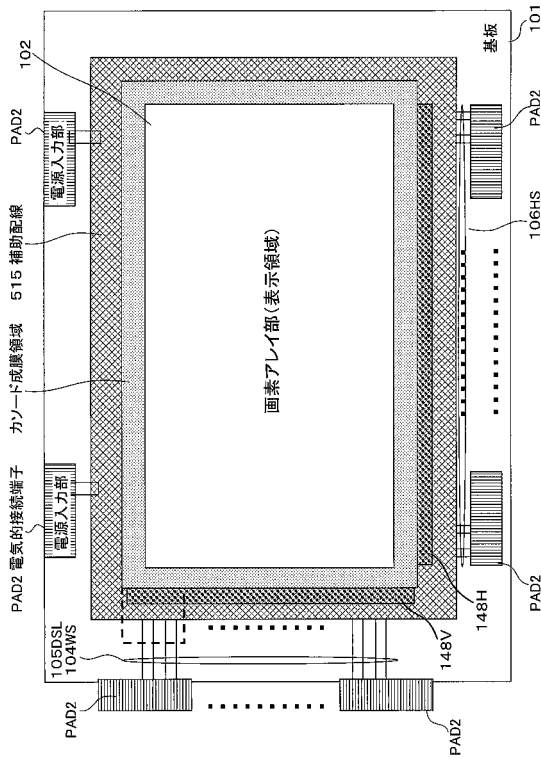 PAD2 電気的接続端子
カソード成膜領域
515 補助配線
PAD2
102
電源入力部
電源入力部
基板
101
画素アレイ部(表示領域)
105DSL
104WS
PAD2
PAD2
148V
148H
PAD2
106HS
PAD2